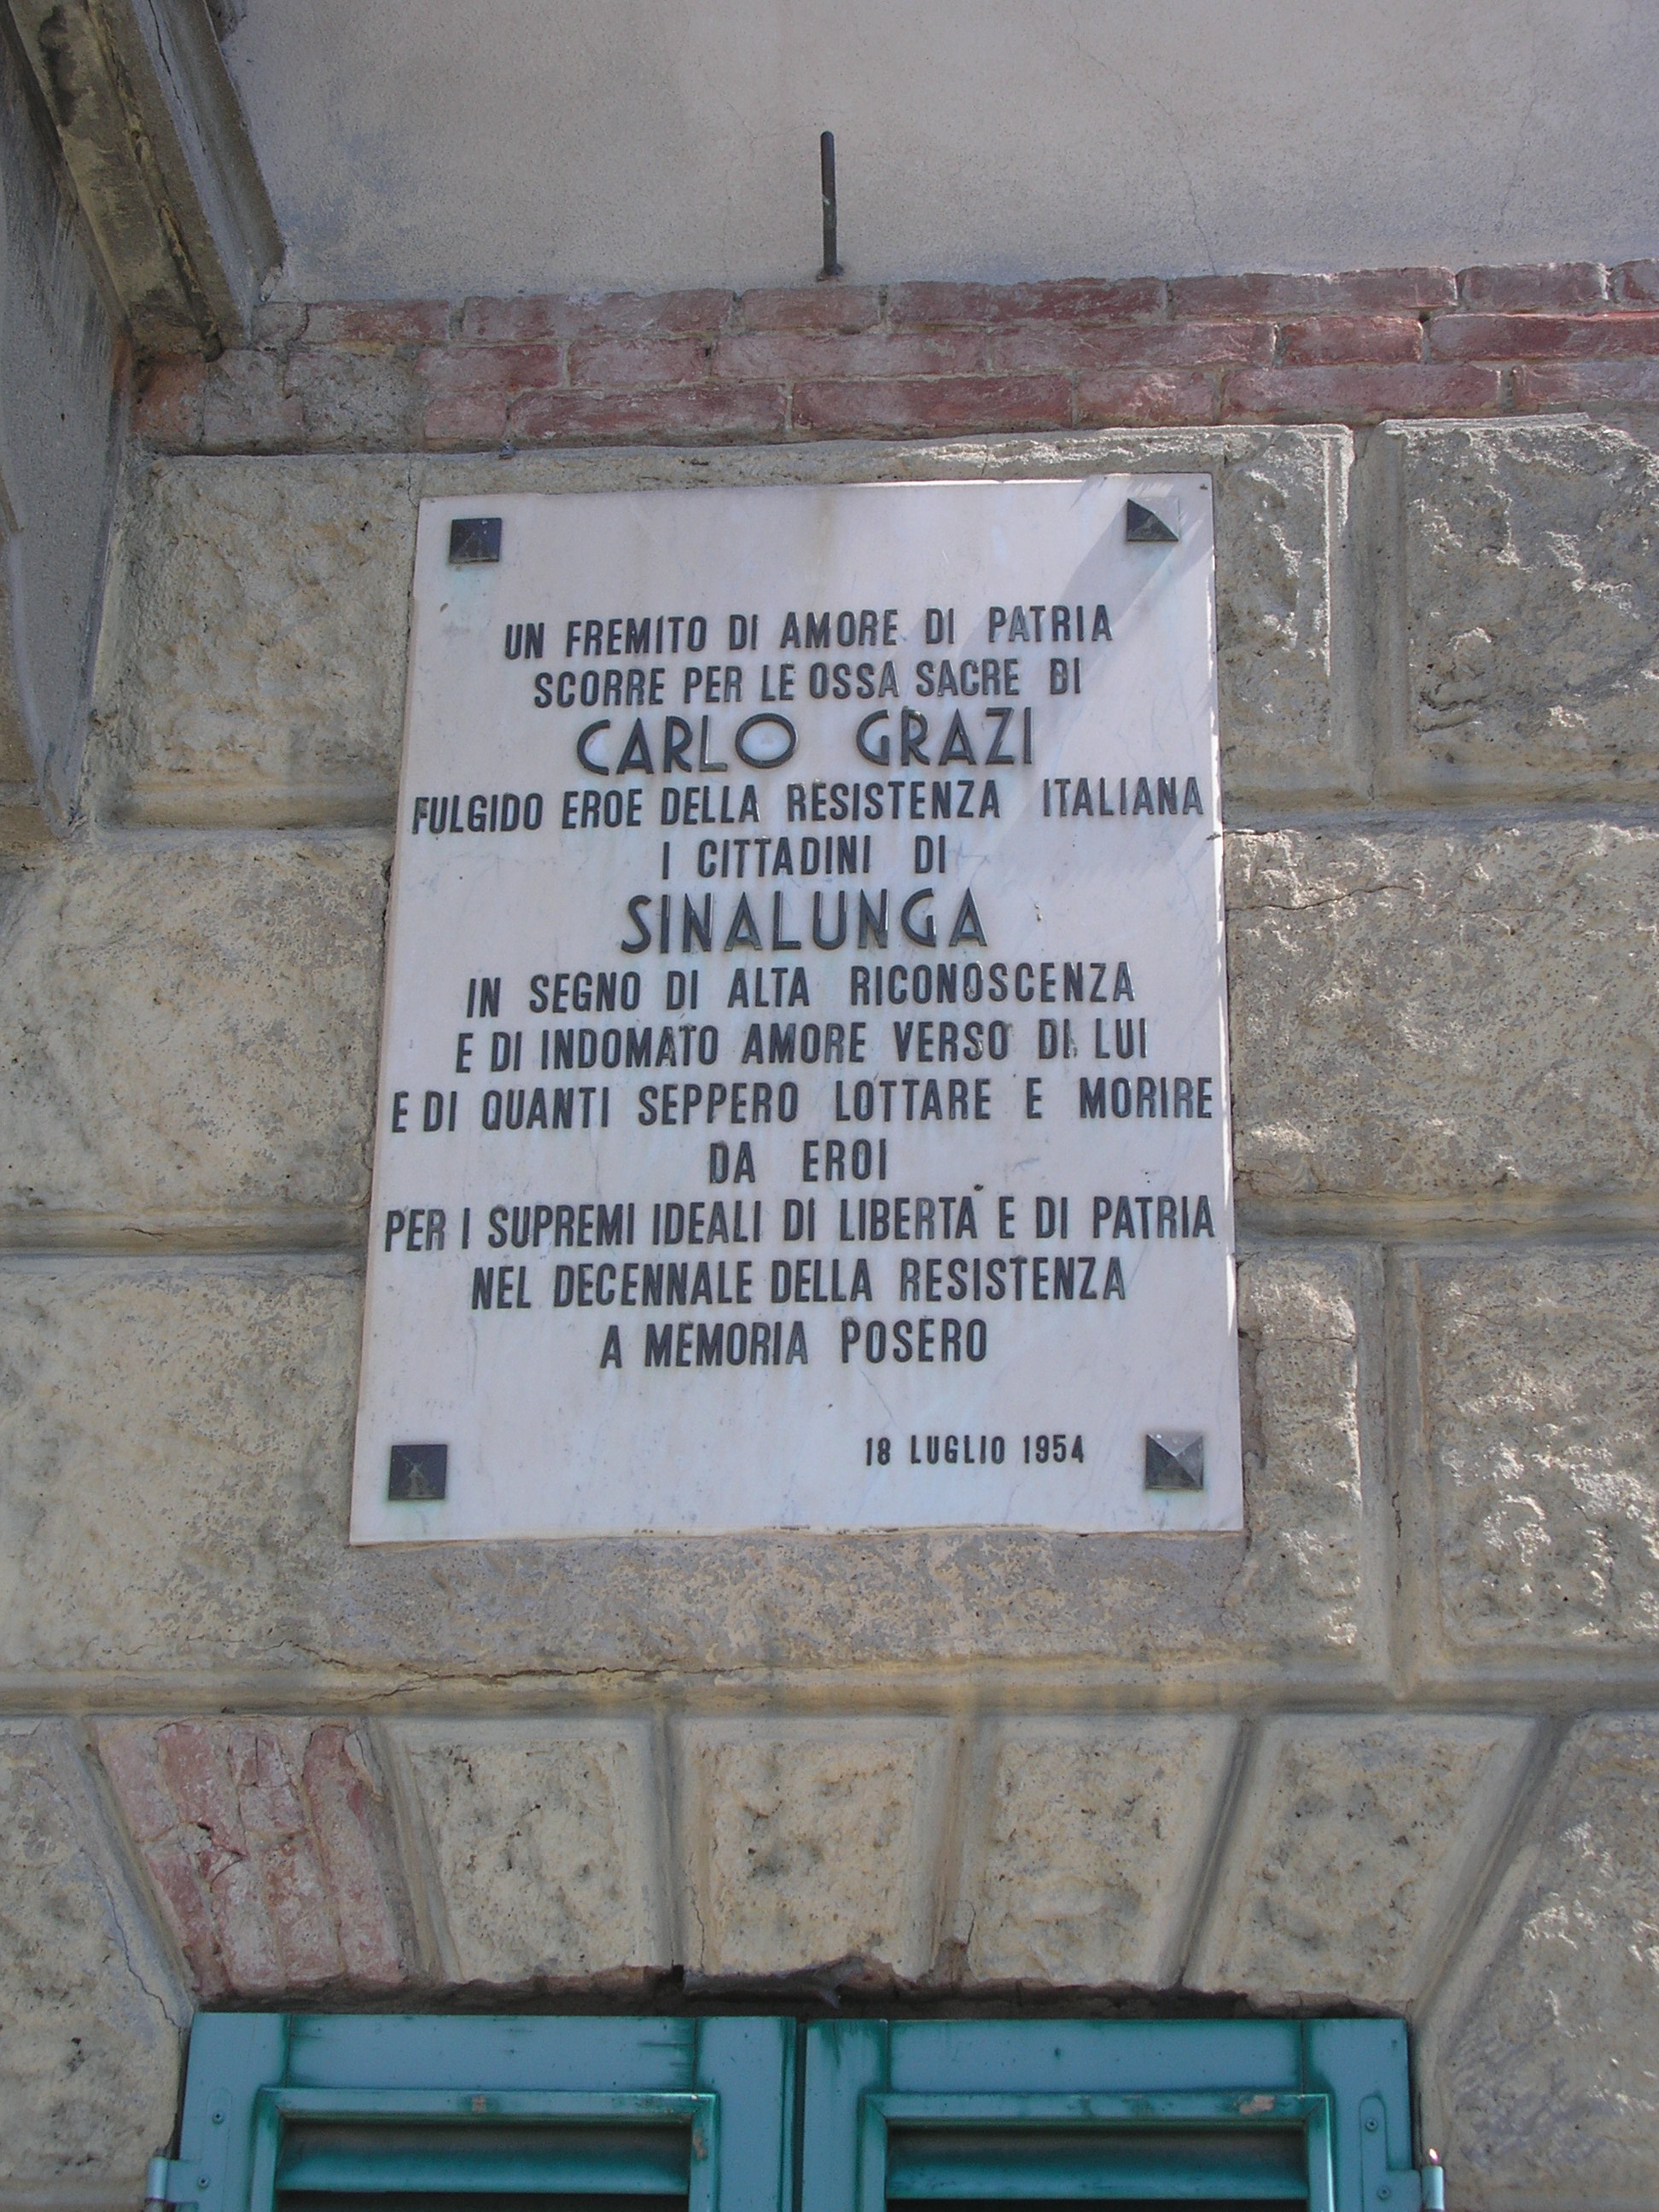 UN FREMITO DI AMORE DI PATRIA
SCORRE PER LE OSSA SACRE DI
CARLO GRAZI
FULGIDO EROE DELLA RESISTENZA ITALIANA
I CITTADINI DI
SINALUNGA
IN SEGNO DI ALTA RICONOSCENZA
E DI INDOMATO AMORE VERSO DI LUI
E DI QUANTI SEPPERO LOTTARE E MORIRE
DA EROI
PER I SUPREMI IDEALI DI LIBERTA' E DI PATRIA
NEL DECENNALE DELLA RESISTENZA
A MEMORIA POSERO
18 LUGLIO 1954